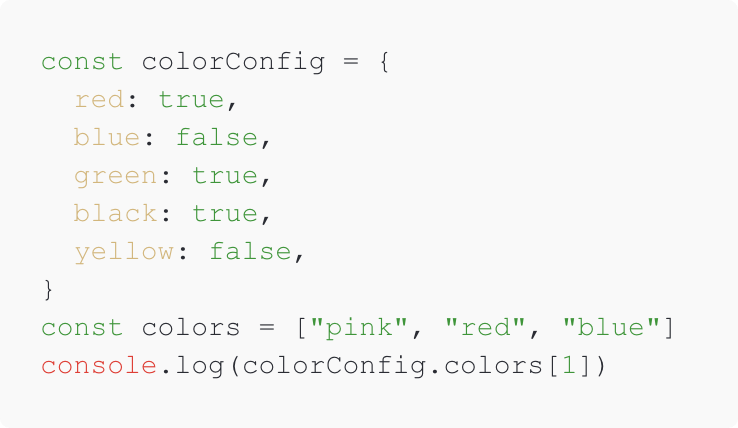 const colorConfig = {
  red: true,
  blue: false,
  green: true,
  black: true,
  yellow: false,
}
const colors = ["pink", "red", "blue"]
console.log(colorConfig.colors[1])